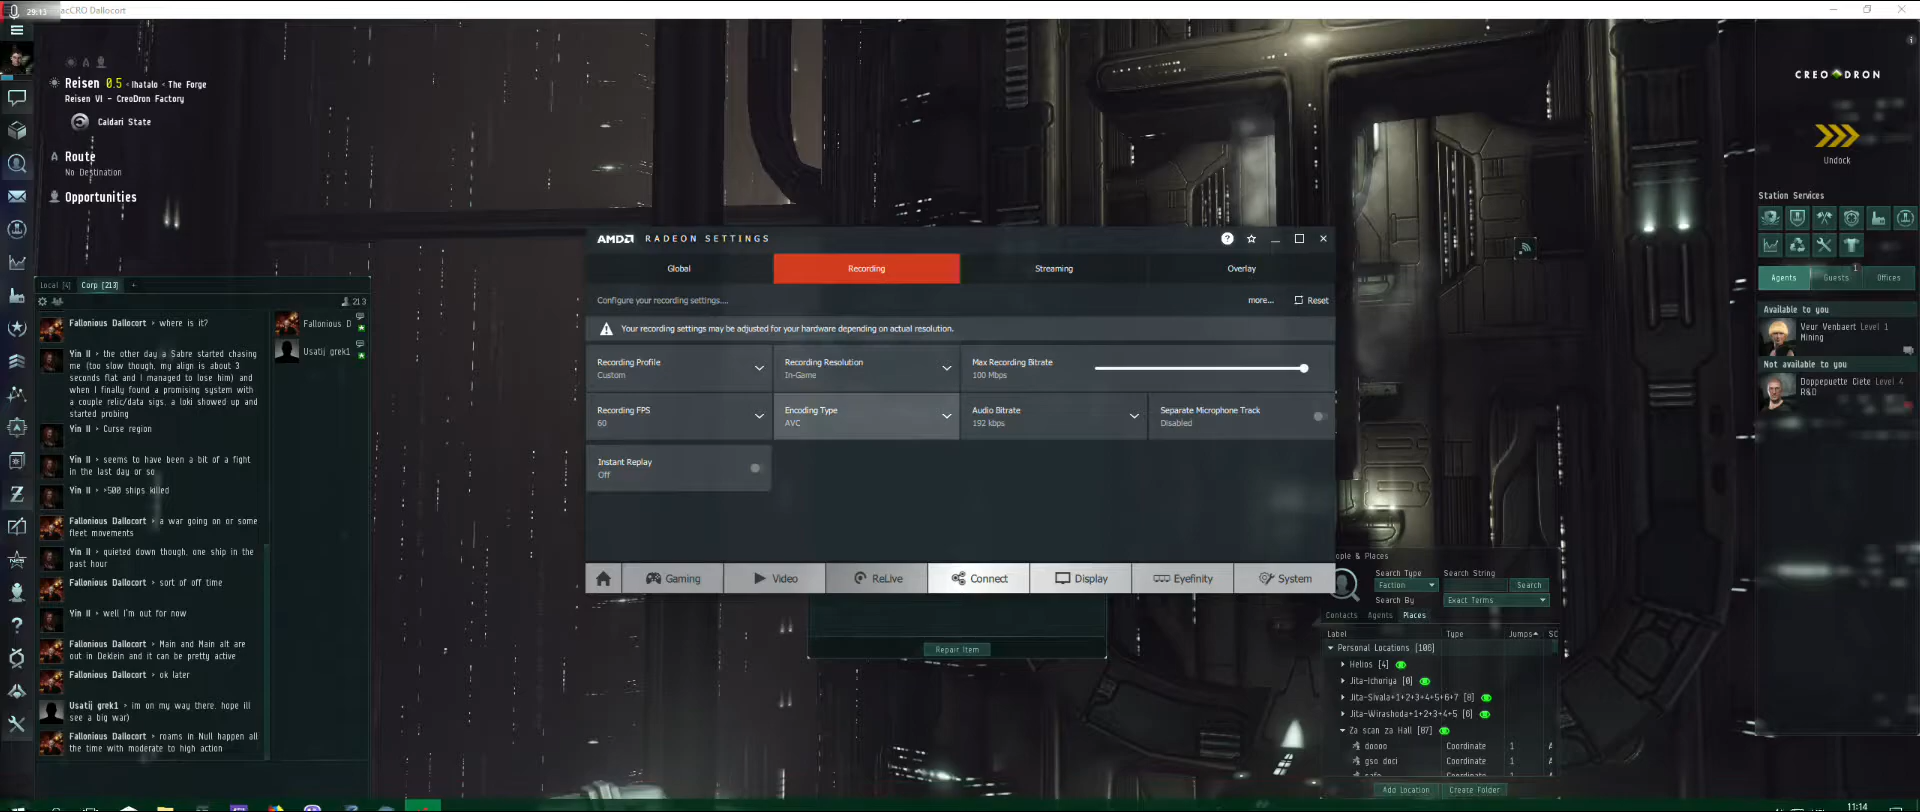 29:13
acCRO Dallocort
Reisen 0.5 < Ihatalo < The Forge
Reisen VI - CreoDron Factory
Caldari State
Route
No Destination
Opportunities
Local [4]
Corp [213]
213
Fallonious Dallocort > where is it?
Yin II > the other day a Sabre started chasing
me (too slow though, my align is about 3
seconds flat and I managed to lose him) and
when I finally found a promising system with
a couple relic/data sigs, a loki showed up and
started probing
Yin II > Curse region
Yin II > seems to have been a bit of a fight
in the last day or so
Yin II > >500 ships killed
Fallonious Dallocort > a war going on or some
fleet movements
Yin II > quieted down though, one ship in the
past hour
Fallonious Dallocort > sort of off time
Yin II > well I'm out for now
Fallonious Dallocort > Main and Main alt are
out in Deklein and it can be pretty active
Fallonious Dallocort > ok later
Usatij grek1 > im on my way there. hope ill
see a big war)
Fallonious Dallocort > roams in Null happen all
the time with moderate to high action
Fallonious D
Usatij grek1
AMD RADEON SETTINGS
Global
Recording
Streaming
Overlay
Configure your recording settings....
more...
Reset
Your recording settings may be adjusted for your hardware depending on actual resolution.
Recording Profile
Custom
Recording Resolution
In-Game
Max Recording Bitrate
100 Mbps
Recording FPS
60
Encoding Type
AVC
Audio Bitrate
192 kbps
Separate Microphone Track
Disabled
Instant Replay
Off
Gaming
Video
ReLive
Connect
Display
Eyefinity
System
Repair Item
CREODRON
Undock
Station Services
Agents
Guests
1
Offices
Available to you
Veur Venbaert Level 1
Mining
Not available to you
Doppepuette Ciete Level 4
R&D
ople & Places
Search Type
Faction
Search String
Search
Search By
Exact Terms
Contacts
Agents
Places
Label
Type
Jumps
Personal Locations [106]
Helios [4]
Jita-Ichoriya [0]
Jita-Sivala+1+2+3+4+5+6+7 [8]
Jita-Wirashoda+1+2+3+4+5 [6]
Za scan za Hall [87]
doooo
Coordinate
1
A
gso doci
Coordinate
1
A
Coordinate
1
Add Location
Create Folder
11:14